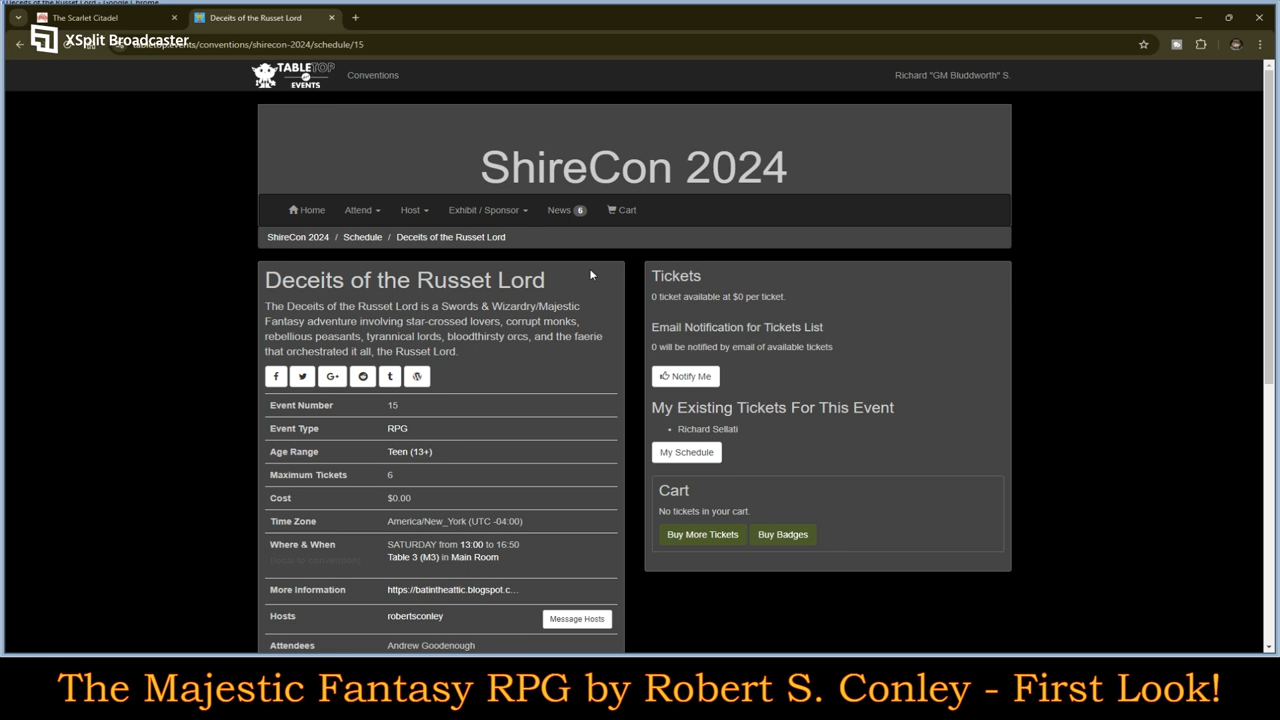 Deceits of the Russet Lord - Google Chrome
The Scarlet Citadel
Deceits of the Russet Lord
XSplit Broadcaster
tabletop.events/conventions/shirecon-2024/schedule/15
TABLETOP
EVENTS
Conventions
Richard "GM Bluddworth" S.
ShireCon 2024
Home
Attend
Host
Exhibit / Sponsor
News 6
Cart
ShireCon 2024 / Schedule / Deceits of the Russet Lord
Deceits of the Russet Lord
The Deceits of the Russet Lord is a Swords & Wizardry/Majestic
Fantasy adventure involving star-crossed lovers, corrupt monks,
rebellious peasants, tyrannical lords, bloodthirsty orcs, and the faerie
that orchestrated it all, the Russet Lord.
Event Number 15
Event Type RPG
Age Range Teen (13+)
Maximum Tickets 6
Cost $0.00
Time Zone America/New_York (UTC -04:00)
Where & When SATURDAY from 13:00 to 16:50
Table 3 (M3) in Main Room
More Information https://batintheattic.blogspot.c...
Hosts robertsconley Message Hosts
Attendees Andrew Goodenough
Tickets
0 ticket available at $0 per ticket.
Email Notification for Tickets List
0 will be notified by email of available tickets
Notify Me
My Existing Tickets For This Event
Richard Sellati
My Schedule
Cart
No tickets in your cart.
Buy More Tickets Buy Badges
The Majestic Fantasy RPG by Robert S. Conley - First Look!